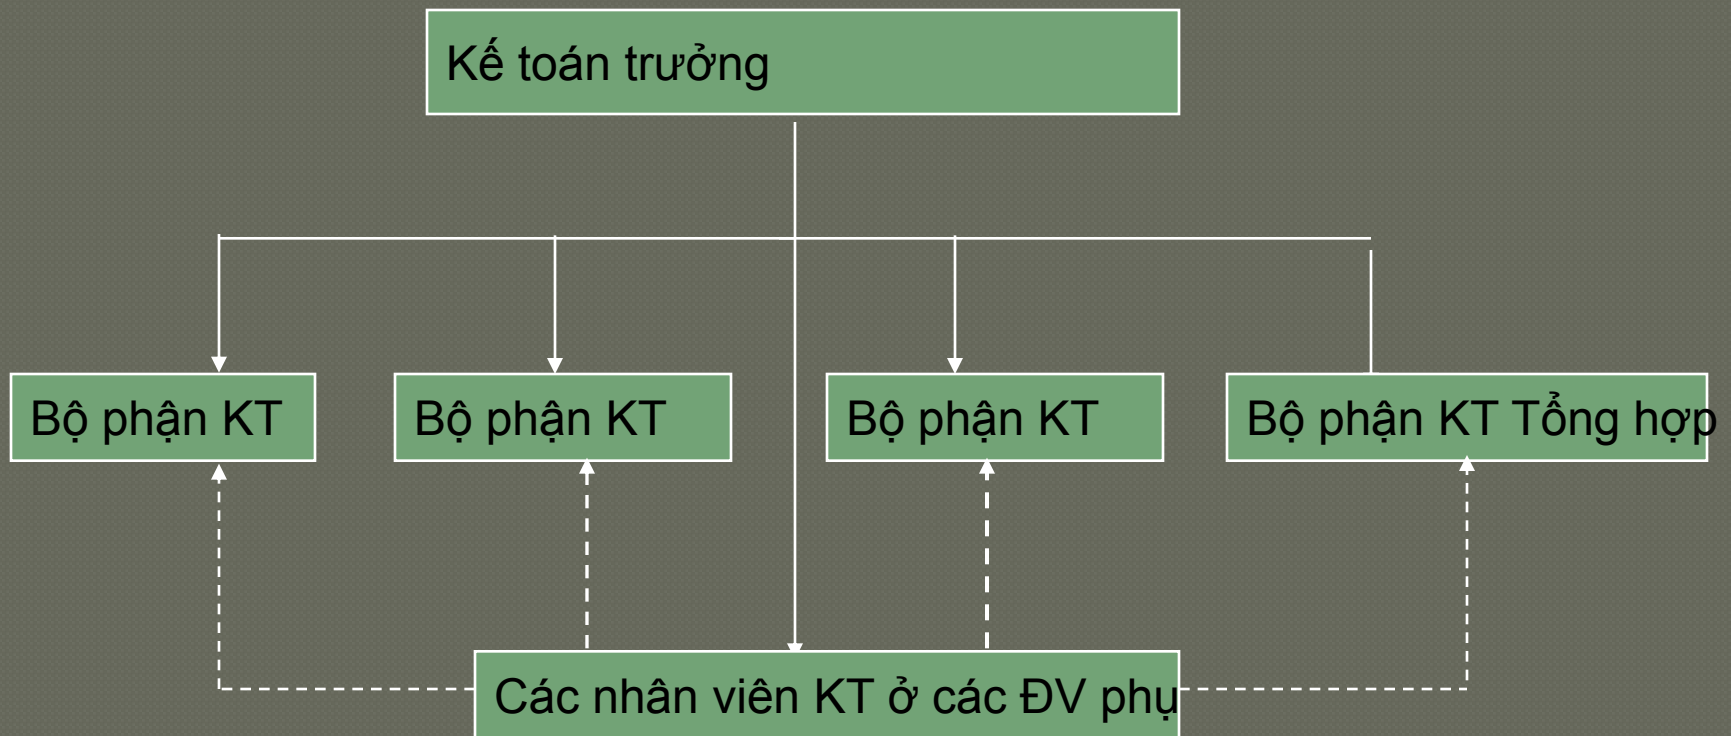 Kế toán trưởng
Bộ phận KT
Bộ phận KT
Bộ phận KT
Bộ phận KT Tổng hợp
Các nhân viên KT ở các ĐV phụ